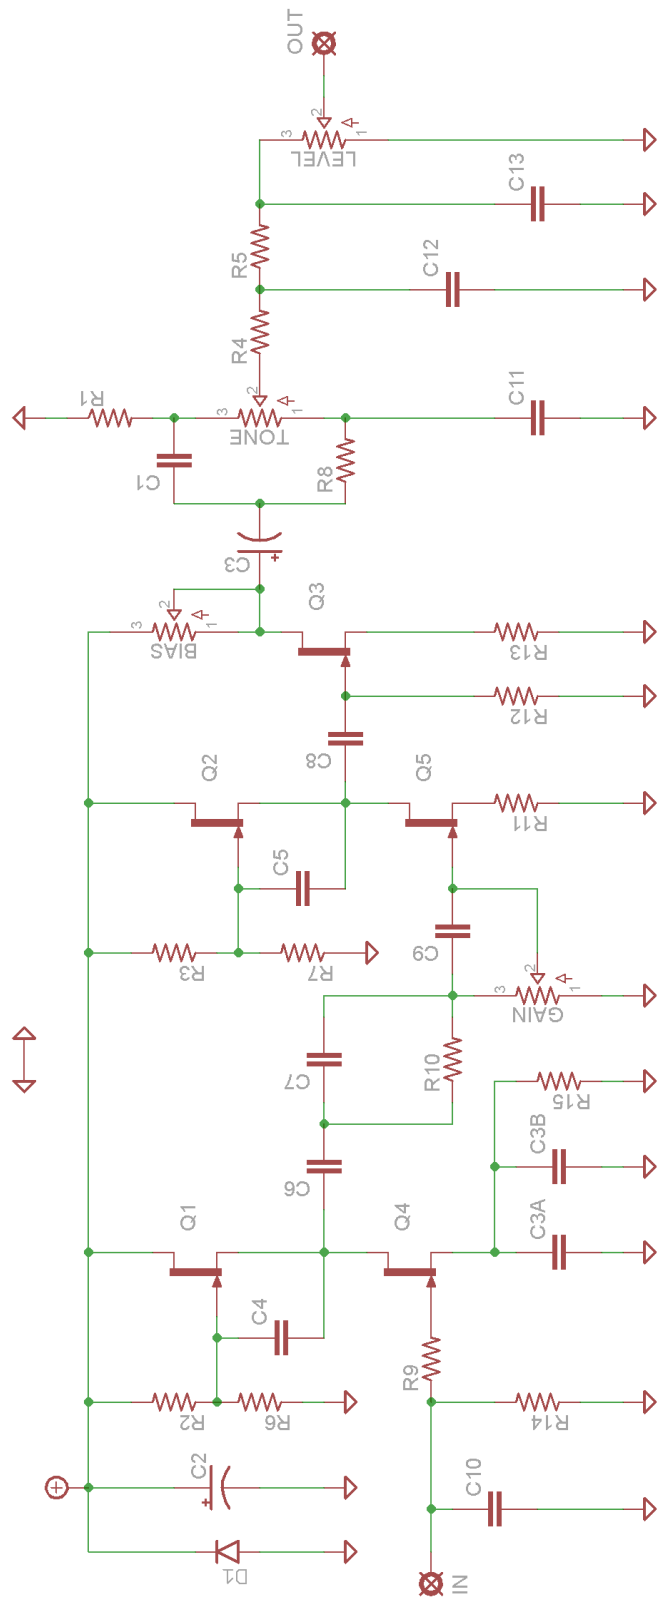 OUT
3
2
1
LEVEL
C13
R5
C12
R4
R1
3
2
1
TONE
C11
C1
R8
C3
+
Q3
3
2
1
BIAS
R13
R12
Q2
C8
Q5
R11
C5
C9
R3
R7
3
2
1
GAIN
C7
R10
R15
C3B
C6
Q1
Q4
C3A
C4
R9
R2
R6
R14
+
C2
+
C10
D1
IN